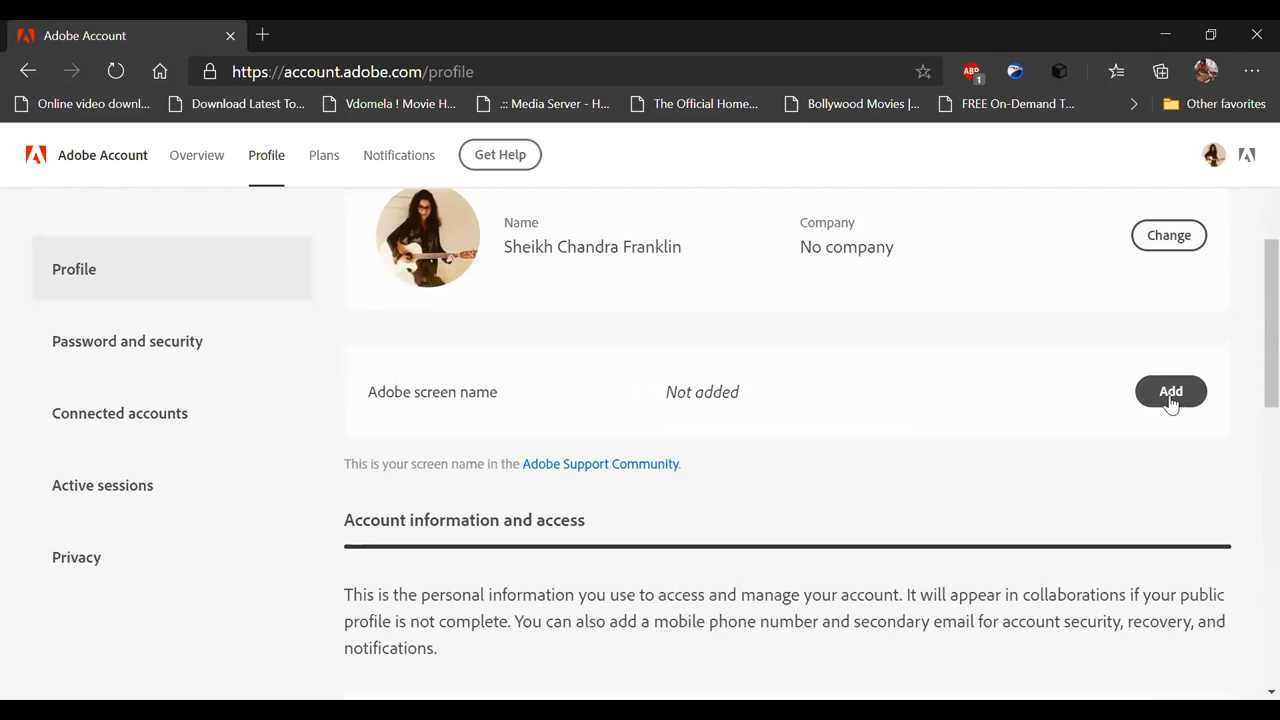 Adobe Account
https://account.adobe.com/profile
ABP
1
Online video downl...
Download Latest To...
Vdomela ! Movie H...
.:: Media Server - H...
The Official Home...
Bollywood Movies |...
FREE On-Demand T...
Other favorites
Adobe Account
Overview
Profile
Plans
Notifications
Get Help
Profile
Password and security
Connected accounts
Active sessions
Privacy
Name
Sheikh Chandra Franklin
Company
No company
Change
Adobe screen name
Not added
Add
This is your screen name in the Adobe Support Community.
Account information and access
This is the personal information you use to access and manage your account. It will appear in collaborations if your public
profile is not complete. You can also add a mobile phone number and secondary email for account security, recovery, and
notifications.